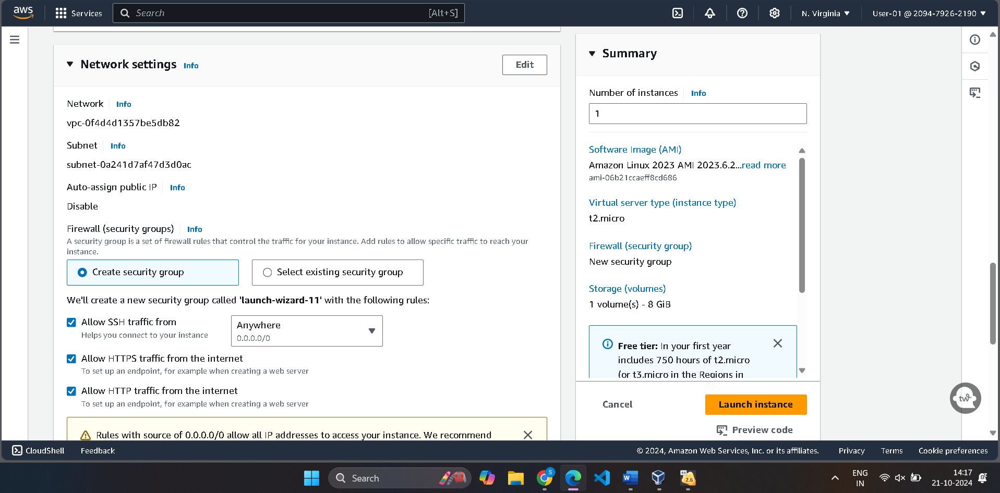 aws
Services
Search
[Alt+S]
N. Virginia
User-01 @ 2094-7926-2190
Network settings
Info
Edit
Network
Info
vpc-0f4d4d1357be5db82
Subnet
Info
subnet-0a241d7af47d3d0ac
Auto-assign public IP
Info
Disable
Firewall (security groups)
Info
A security group is a set of firewall rules that control the traffic for your instance. Add rules to allow specific traffic to reach your
instance.
Create security group
Select existing security group
We'll create a new security group called 'launch-wizard-11' with the following rules:
Allow SSH traffic from
Helps you connect to your instance
Anywhere
0.0.0.0/0
Allow HTTPS traffic from the internet
To set up an endpoint, for example when creating a web server
Allow HTTP traffic from the internet
To set up an endpoint, for example when creating a web server
Rules with source of 0.0.0.0/0 allow all IP addresses to access your instance. We recommend
Summary
Number of instances
Info
1
Software Image (AMI)
Amazon Linux 2023 AMI 2023.6.2...read more
ami-06b21ccaeff8cd686
Virtual server type (instance type)
t2.micro
Firewall (security group)
New security group
Storage (volumes)
1 volume(s) - 8 GiB
Free tier: In your first year
includes 750 hours of t2.micro
(or t3.micro in the Regions in
Cancel
Launch instance
Preview code
CloudShell
Feedback
© 2024, Amazon Web Services, Inc. or its affiliates.
Privacy
Terms
Cookie preferences
Search
S
64
2.6
ENG
IN
14:17
21-10-2024